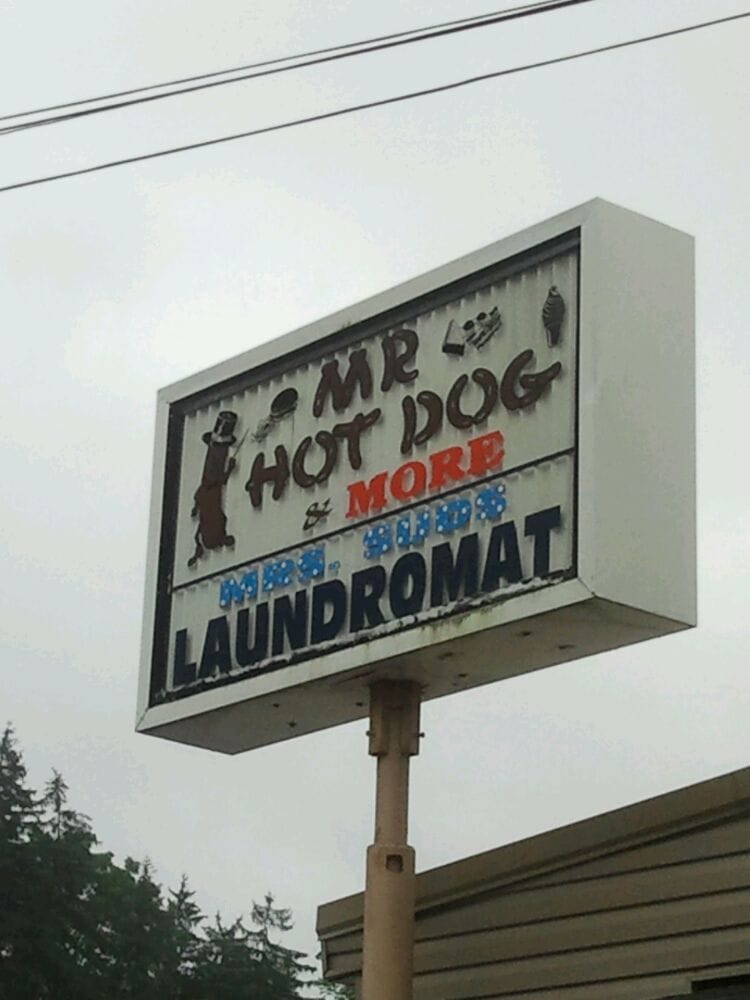 MR
HOT DOG
& MORE
MRS. SUDS
LAUNDROMAT